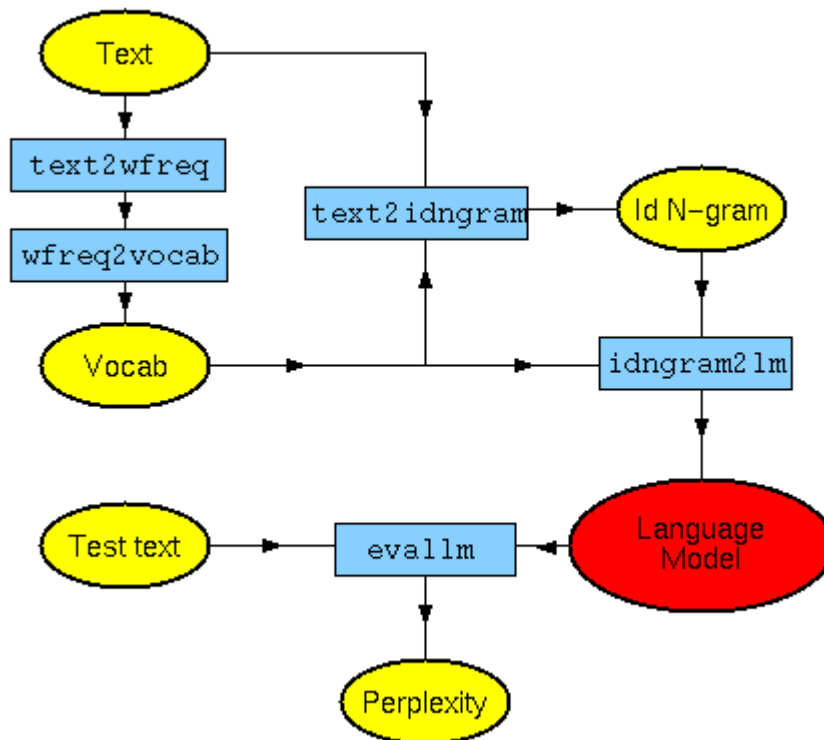 Text
text2wfreq
text2idngram
Id N-gram
wfreq2vocab
Vocab
idngram2lm
Test text
evallm
Language
Model
Perplexity